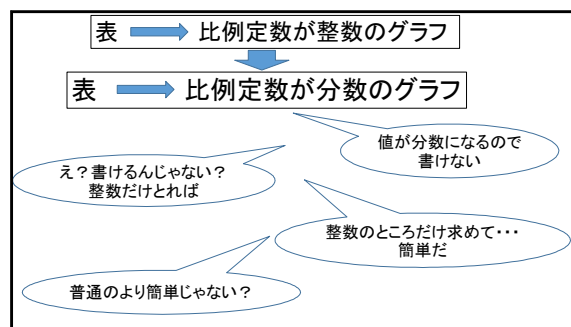 表 比例定数が整数のグラフ
表 比例定数が分数のグラフ
値が分数になるので
書けない
え？書けるんじゃない？
整数だけとれば
整数のところだけ求めて・・・
簡単だ
普通のより簡単じゃない？